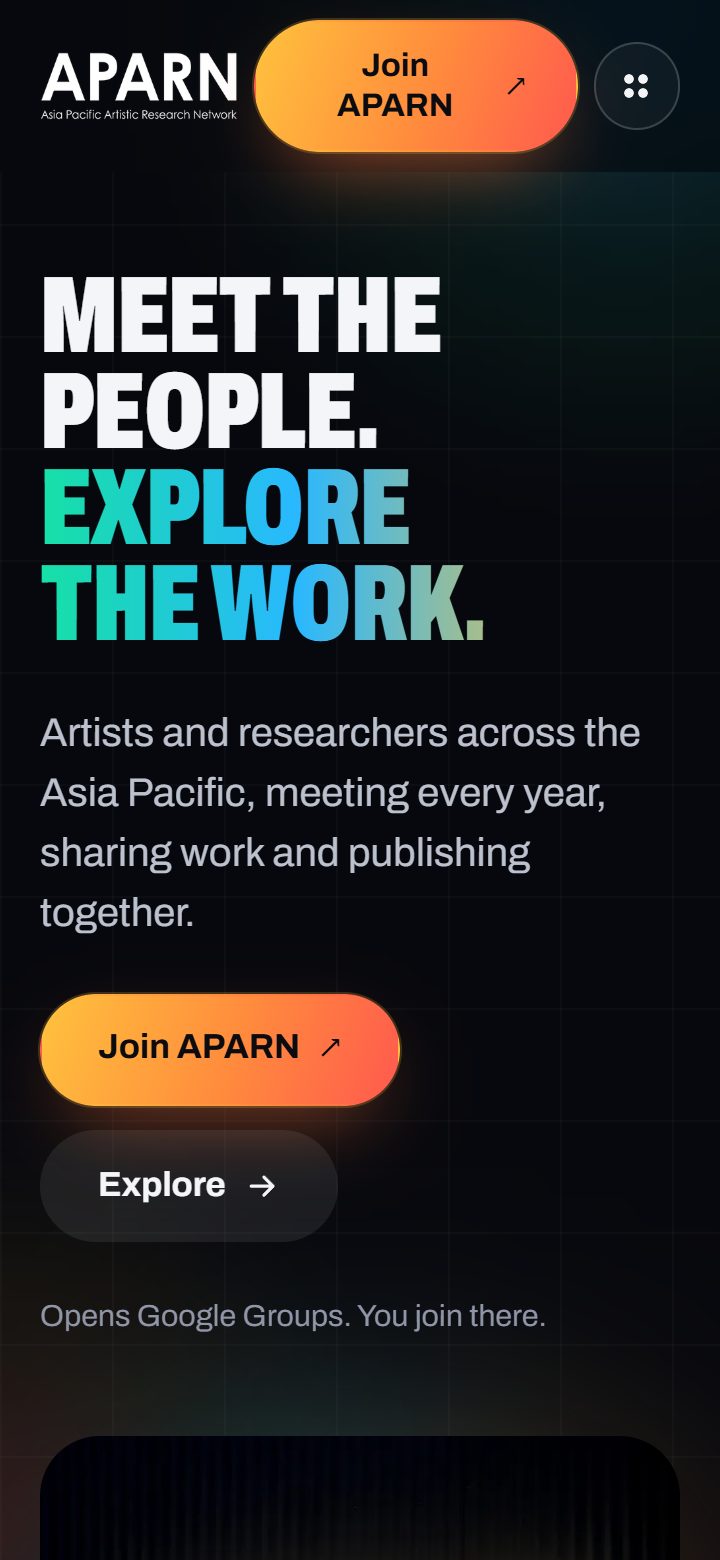 APARN
Asia Pacific Artistic Research Network
Join
APARN ↗
MEET THE
PEOPLE.
EXPLORE
THE WORK.
Artists and researchers across the
Asia Pacific, meeting every year,
sharing work and publishing
together.
Join APARN ↗
Explore →
Opens Google Groups. You join there.